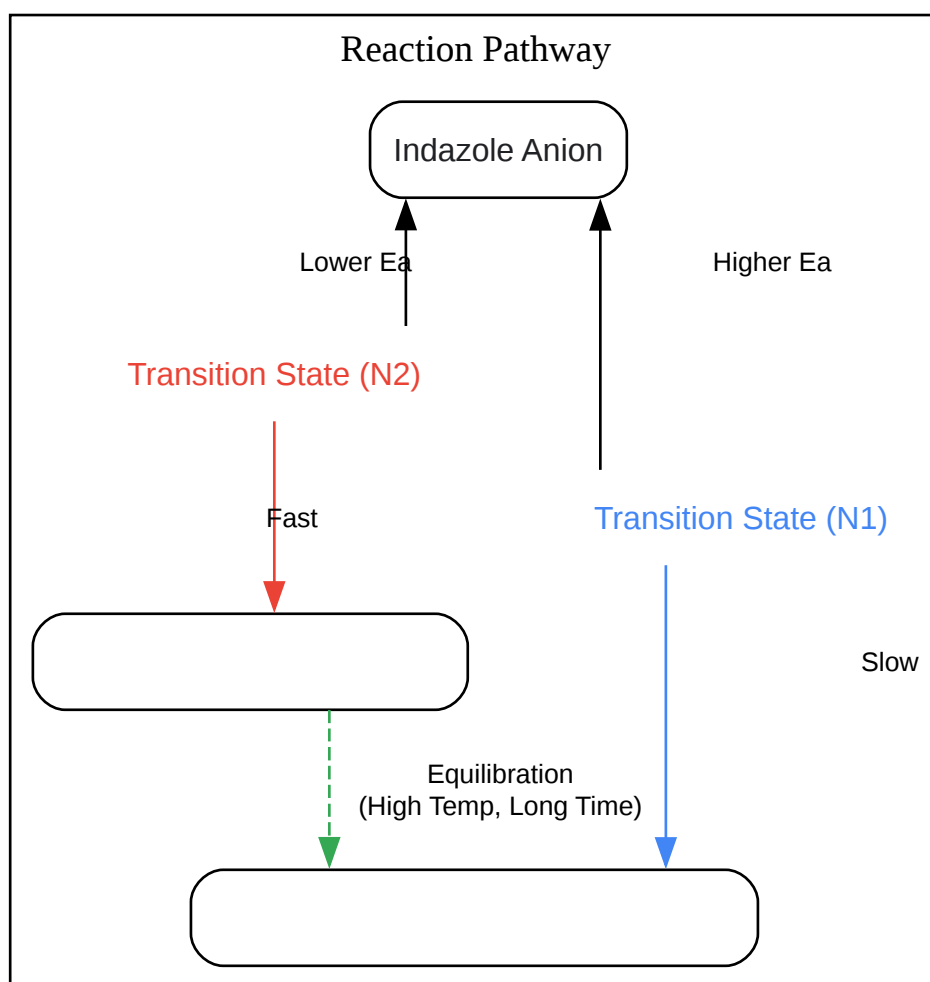 Reaction Pathway
Indazole Anion
Lower Ea
Higher Ea
Transition State (N2)
Fast
Transition State (N1)
Slow
Equilibration
(High Temp, Long Time)